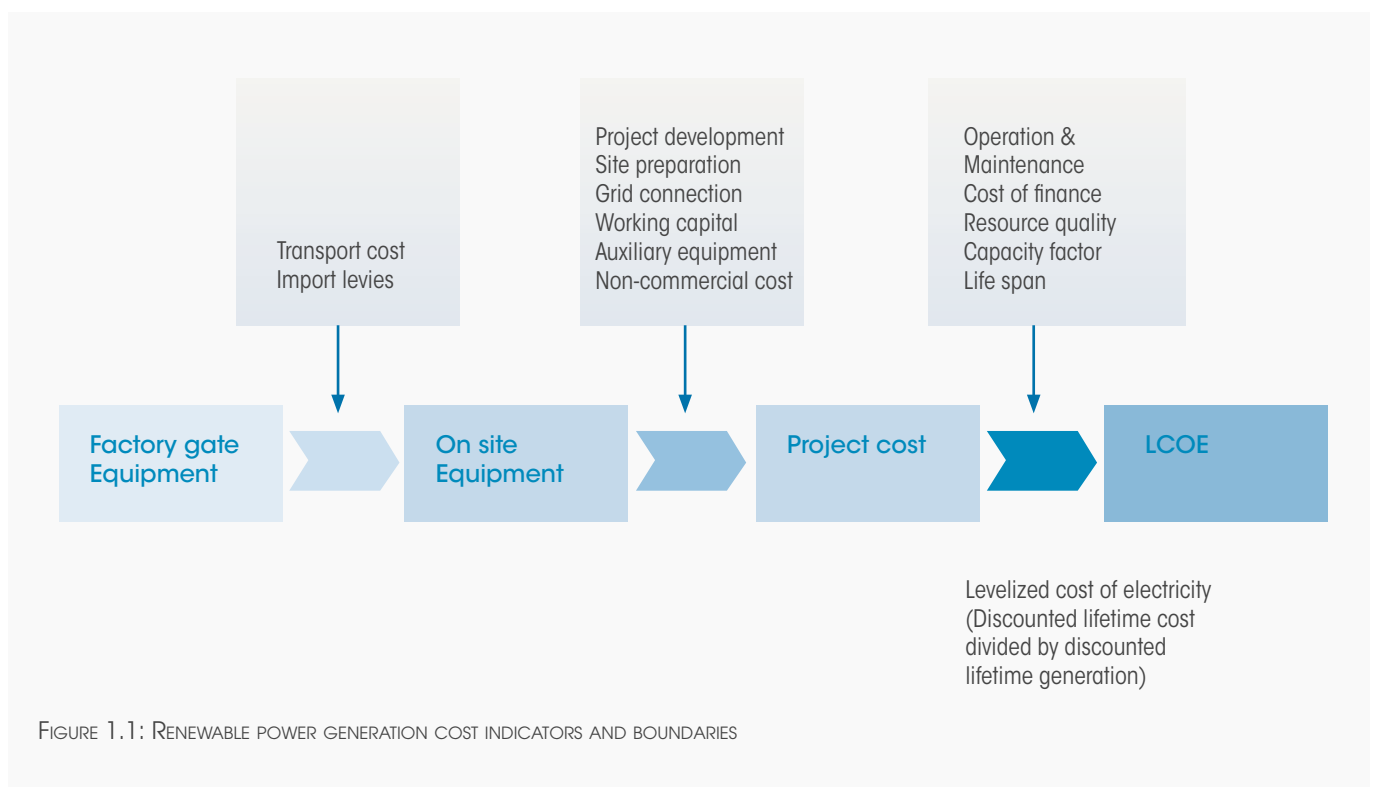 Transport cost
Import levies
Project development
Site preparation
Grid connection
Working capital
Auxiliary equipment
Non-commercial cost
Operation &
Maintenance
Cost of finance
Resource quality
Capacity factor
Life span
Factory gate
Equipment
On site
Equipment
Project cost
LCOE
Levelized cost of electricity
(Discounted lifetime cost
divided by discounted
lifetime generation)
Figure 1.1: Renewable power generation cost indicators and boundaries